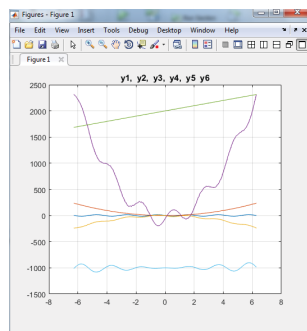 Figures - Figure 1
File Edit View Insert Tools Debug Desktop Window Help
Figure 1
y1, y2, y3, y4, y5 y6
2500
2000
1500
1000
500
0
-500
-1000
-1500
-8 -6 -4 -2 0 2 4 6 8